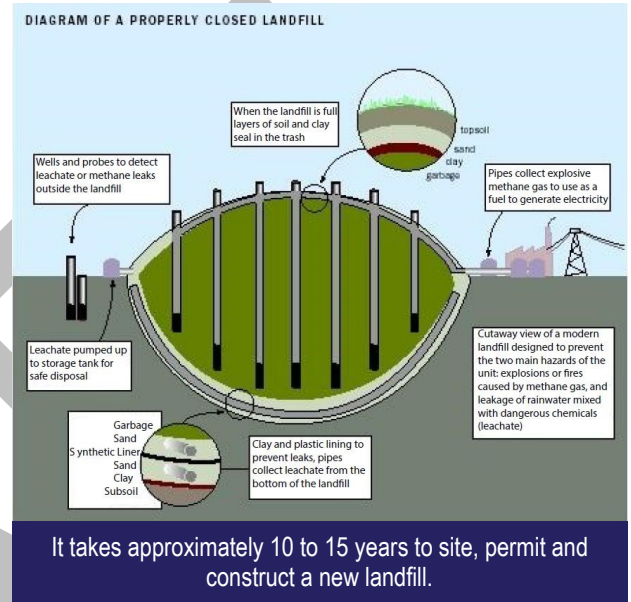 DIAGRAM OF A PROPERLY CLOSED LANDFILL
When the landfill is full
layers of soil and clay
seal in the trash
topsoil
sand
clay
garbage
Wells and probes to detect
leachate or methane leaks
outside the landfill
Pipes collect explosive
methane gas to use as a
fuel to generate electricity
Leachate pumped up
to storage tank for
safe disposal
Cutaway view of a modern
landfill designed to prevent
the two main hazards of the
unit: explosions or fires
caused by methane gas, and
leakage of rainwater mixed
with dangerous chemicals
(leachate)
Garbage
Sand
Synthetic Liner
Sand
Clay
Subsoil
Clay and plastic lining to
prevent leaks, pipes
collect leachate from the
bottom of the landfill
It takes approximately 10 to 15 years to site, permit and
construct a new landfill.